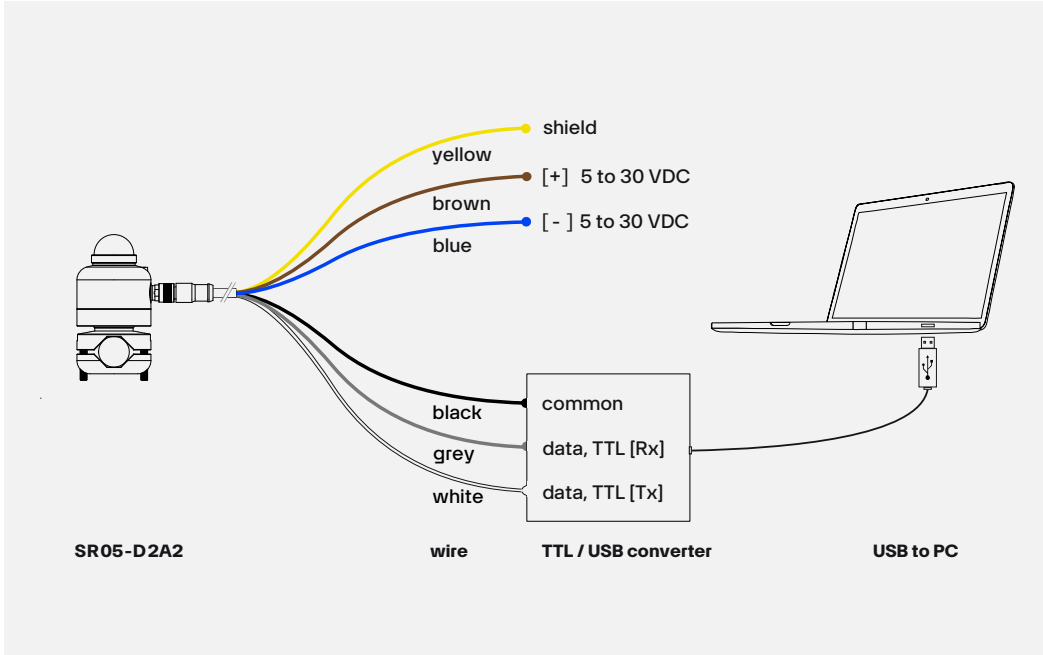 shield
yellow
[+] 5 to 30 VDC
brown
[ - ] 5 to 30 VDC
blue
black
common
grey
data, TTL [Rx]
white
data, TTL [Tx]
SR05-D2A2
wire
TTL / USB converter
USB to PC